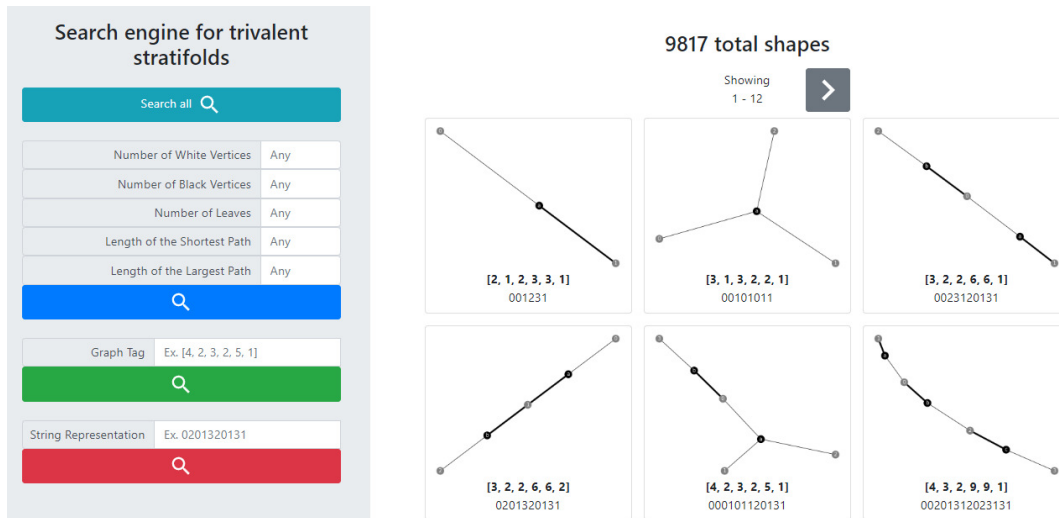 Search engine for trivalent
stratifolds
Search all
Number of White Vertices Any
Number of Black Vertices Any
Number of Leaves Any
Length of the Shortest Path Any
Length of the Largest Path Any
Graph Tag Ex. [4, 2, 3, 2, 5, 1]
String Representation Ex. 0201320131
9817 total shapes
Showing
1 - 12
[2, 1, 2, 3, 3, 1]
001231
[3, 1, 3, 2, 2, 1]
00101011
[3, 2, 2, 6, 6, 1]
0023120131
[3, 2, 2, 6, 6, 2]
0201320131
[4, 2, 3, 2, 5, 1]
000101120131
[4, 3, 2, 9, 9, 1]
00201312023131